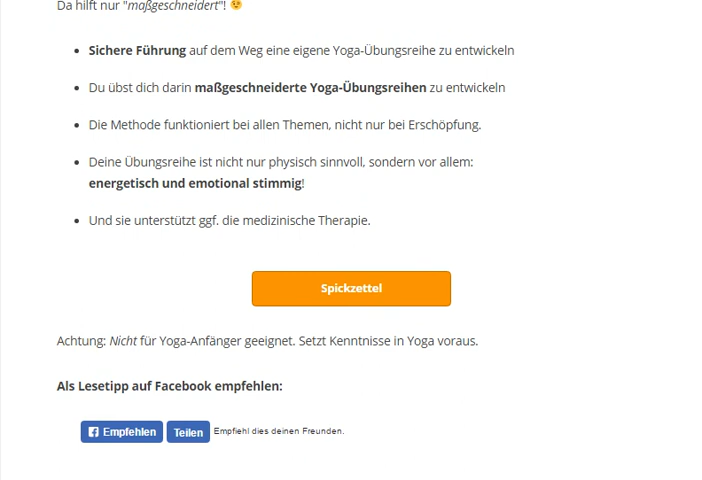 Da hilft nur "maßgeschneidert"! 😉
• Sichere Führung auf dem Weg eine eigene Yoga-Übungsreihe zu entwickeln
• Du übst dich darin maßgeschneiderte Yoga-Übungsreihen zu entwickeln
• Die Methode funktioniert bei allen Themen, nicht nur bei Erschöpfung.
• Deine Übungsreihe ist nicht nur physisch sinnvoll, sondern vor allem:
energetisch und emotional stimmig!
• Und sie unterstützt ggf. die medizinische Therapie.
Spickzettel
Achtung: Nicht für Yoga-Anfänger geeignet. Setzt Kenntnisse in Yoga voraus.
Als Lesetipp auf Facebook empfehlen:
Empfehlen Teilen Empfiehl dies deinen Freunden.